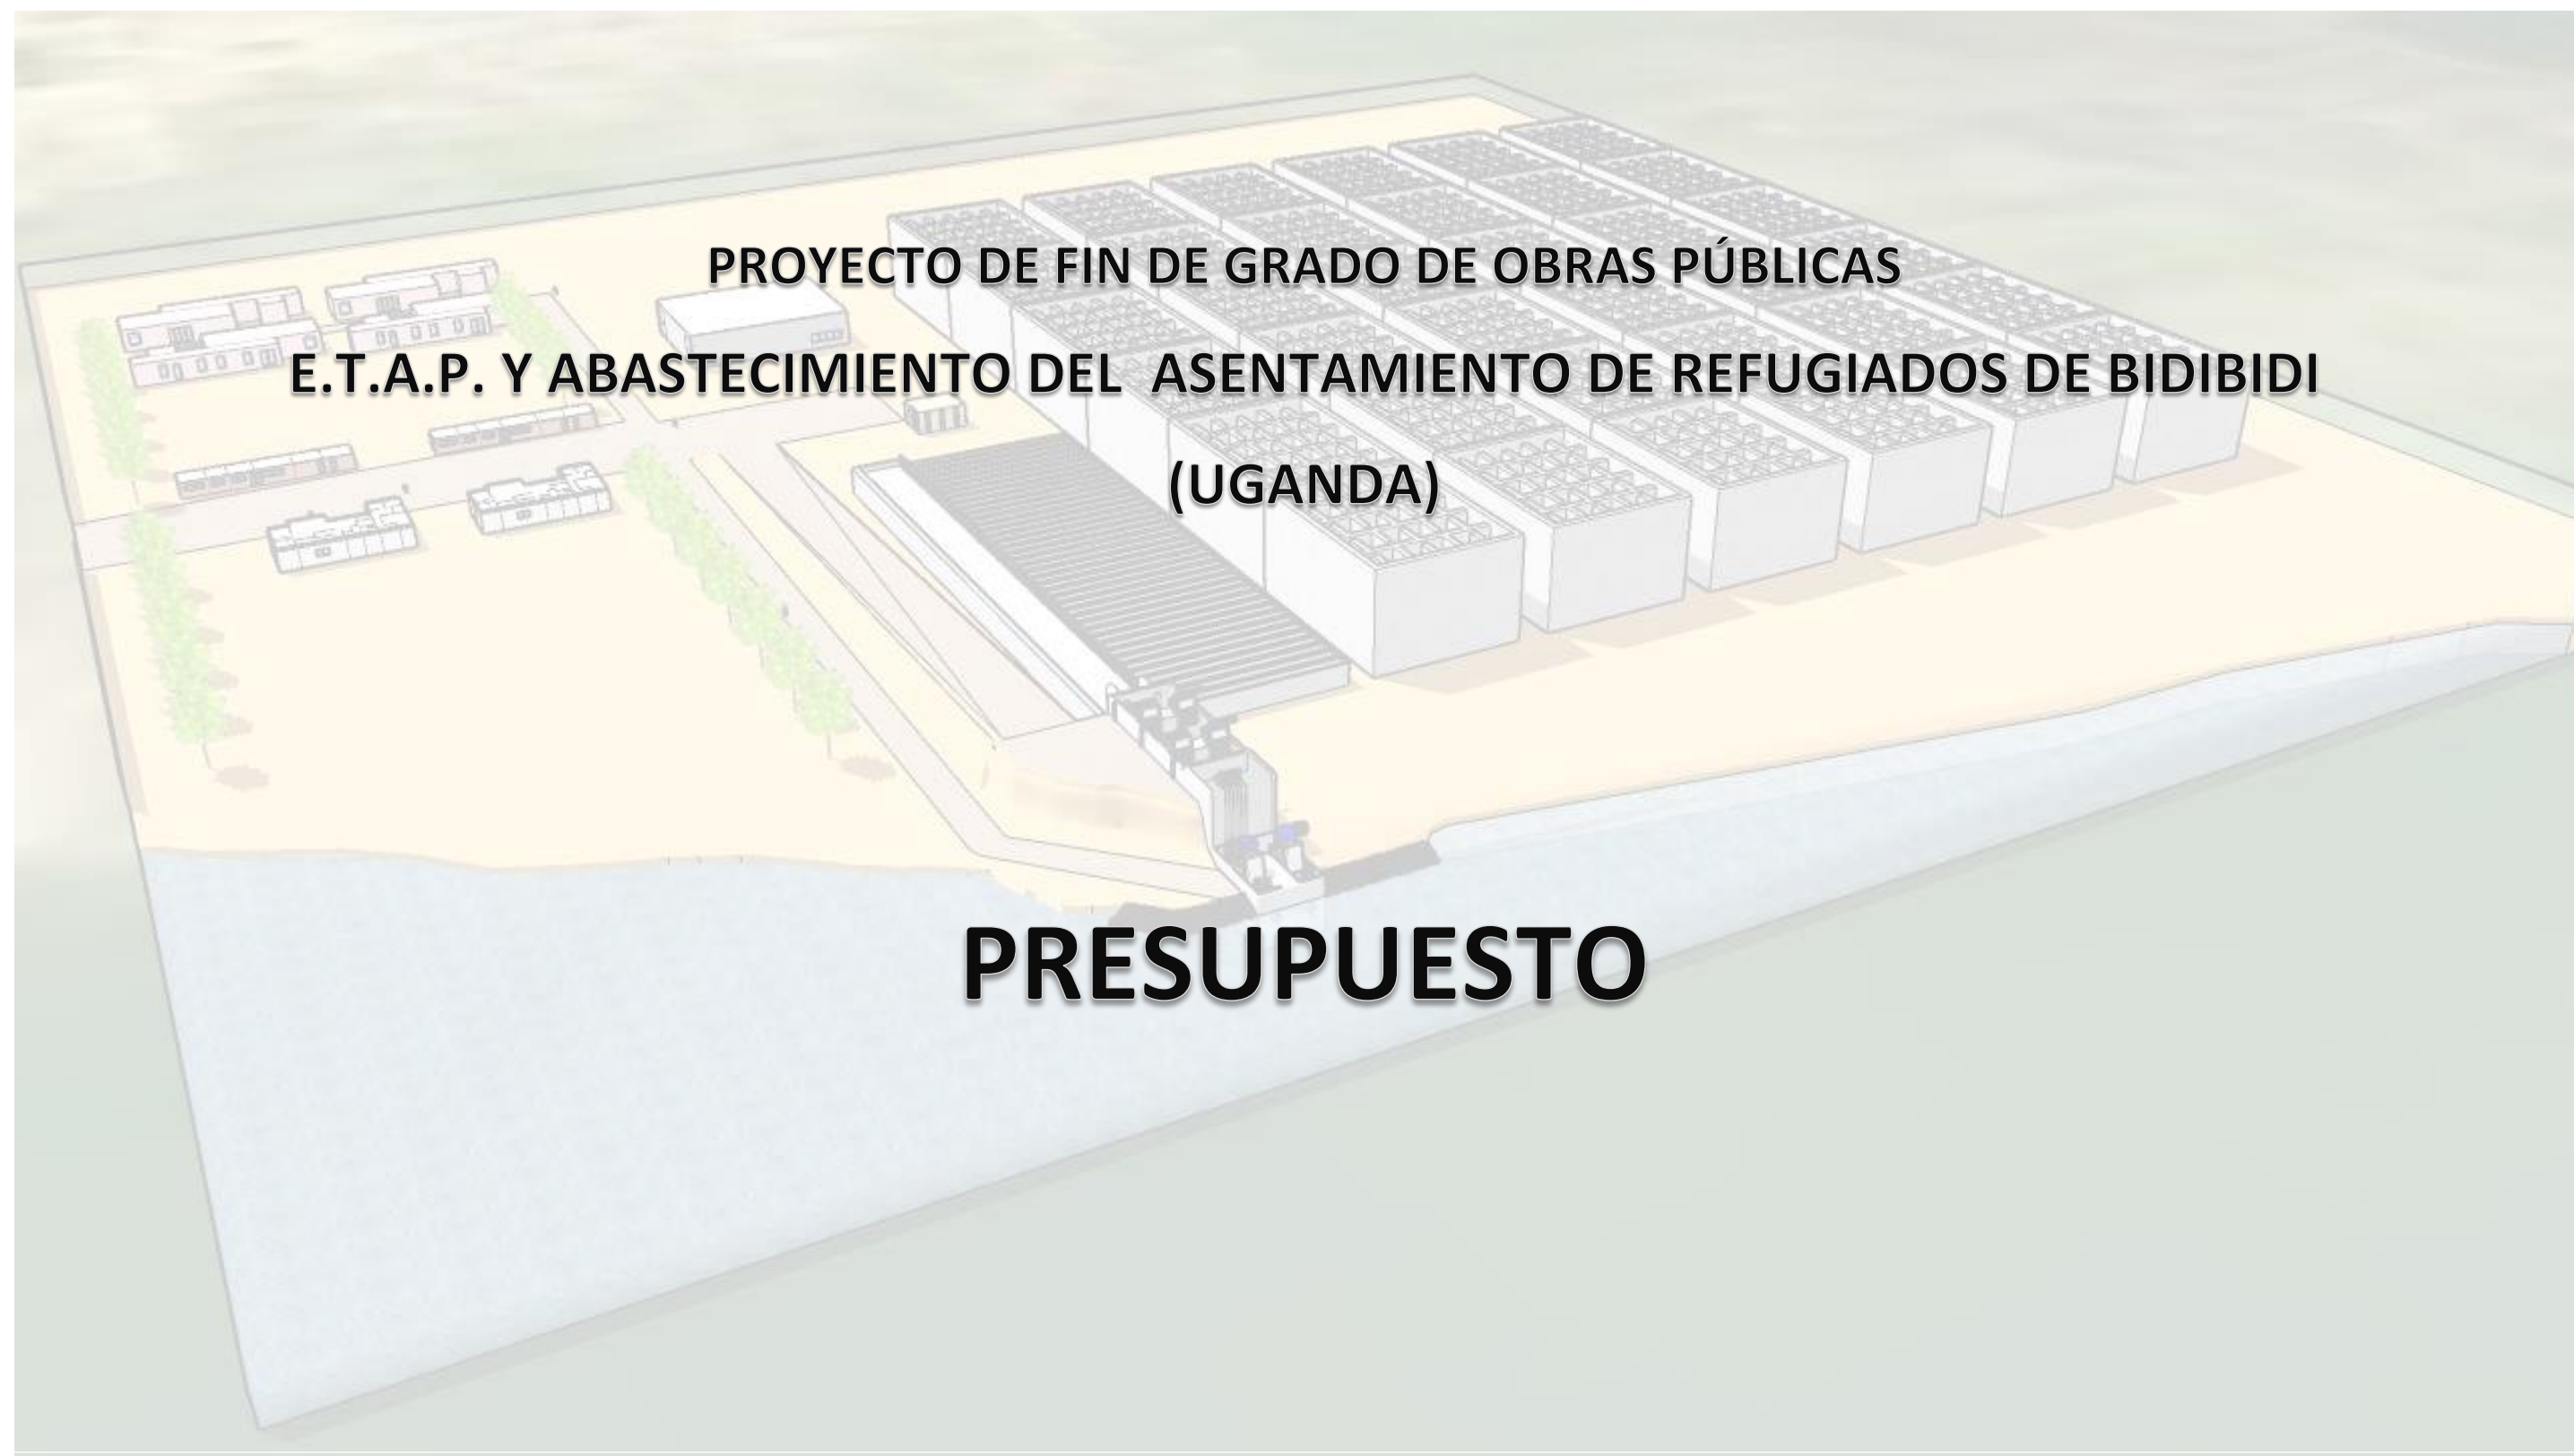 PROYECTO DE FIN DE GRADO DE OBRAS PÚBLICAS
E.T.A.P. Y ABASTECIMIENTO DEL ASENTAMIENTO DE REFUGIADOS DE BIDIBIDI
(UGANDA)
PRESUPUESTO